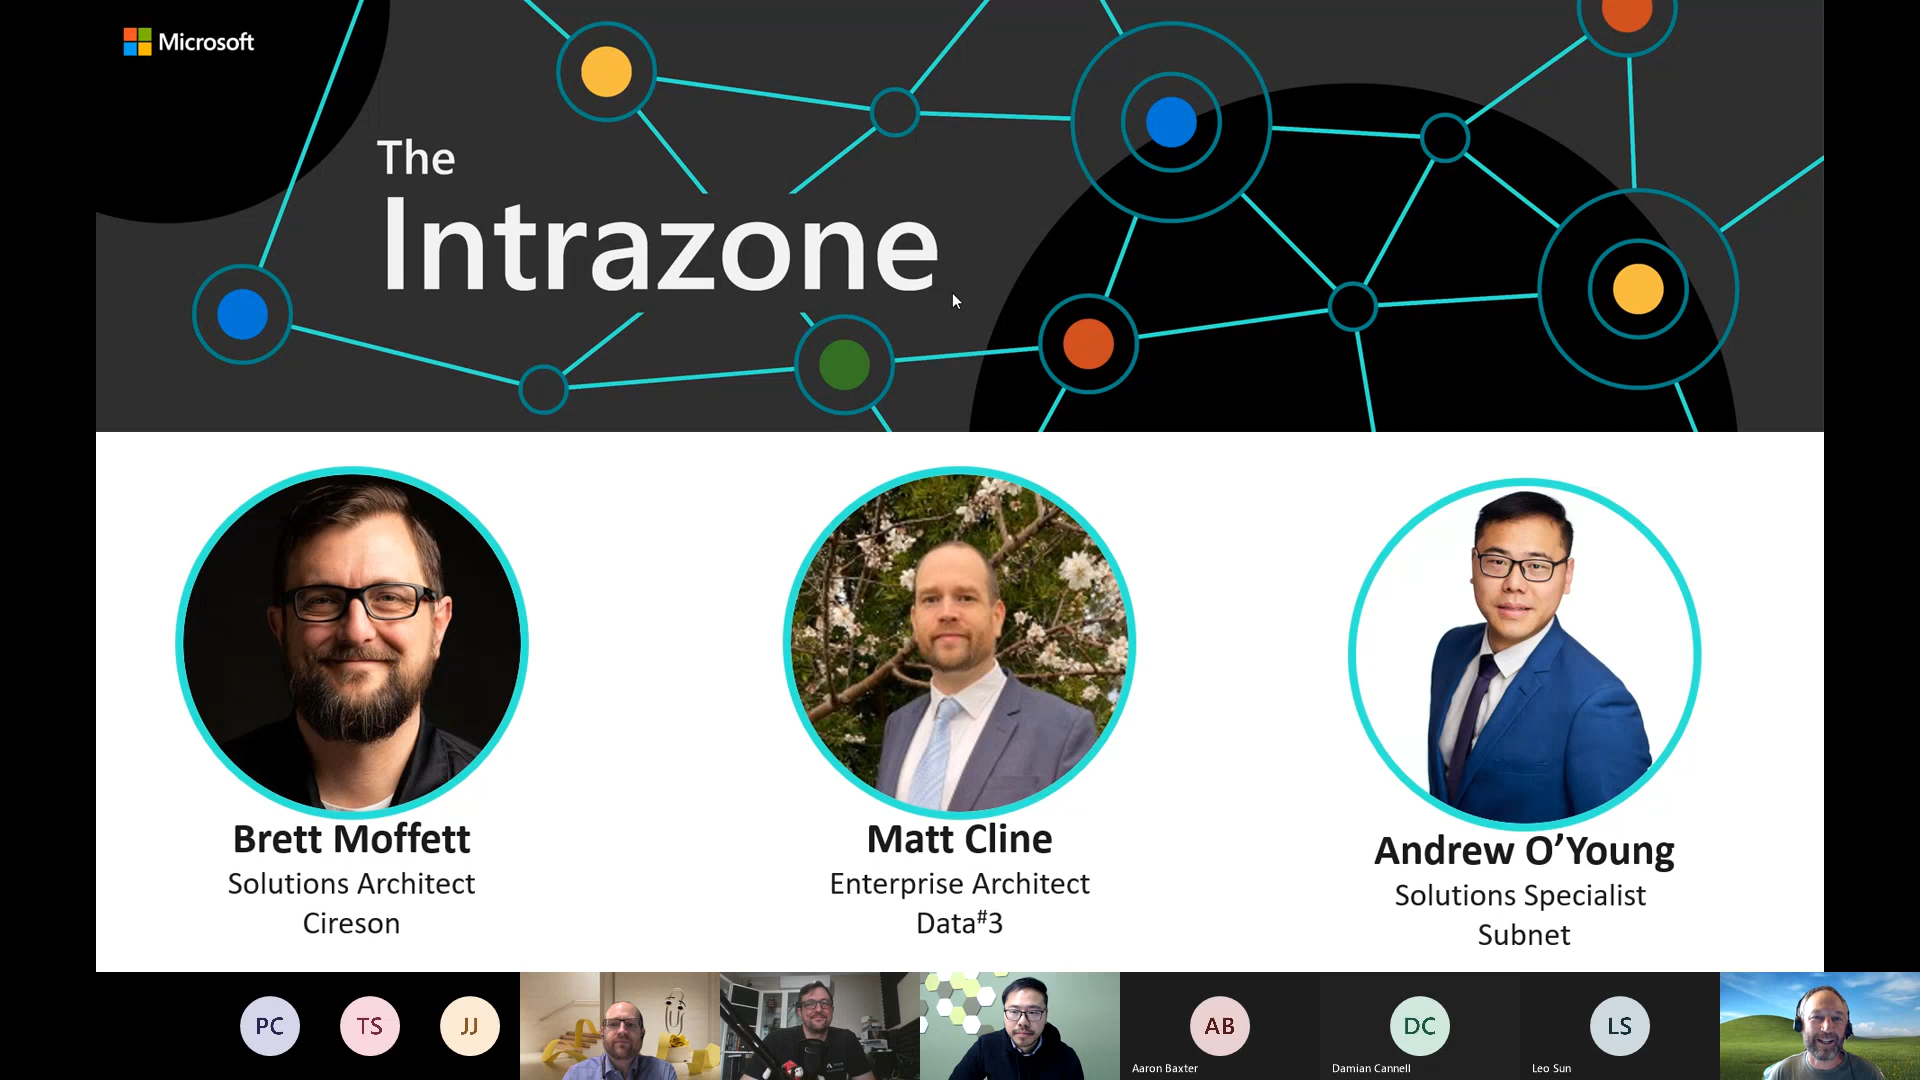 Microsoft
The
Intrazone
Brett Moffett
Solutions Architect
Cireson
Matt Cline
Enterprise Architect
Data#3
Andrew O’Young
Solutions Specialist
Subnet
PC
TS
JJ
AB
Aaron Baxter
DC
Damian Cannell
LS
Leo Sun